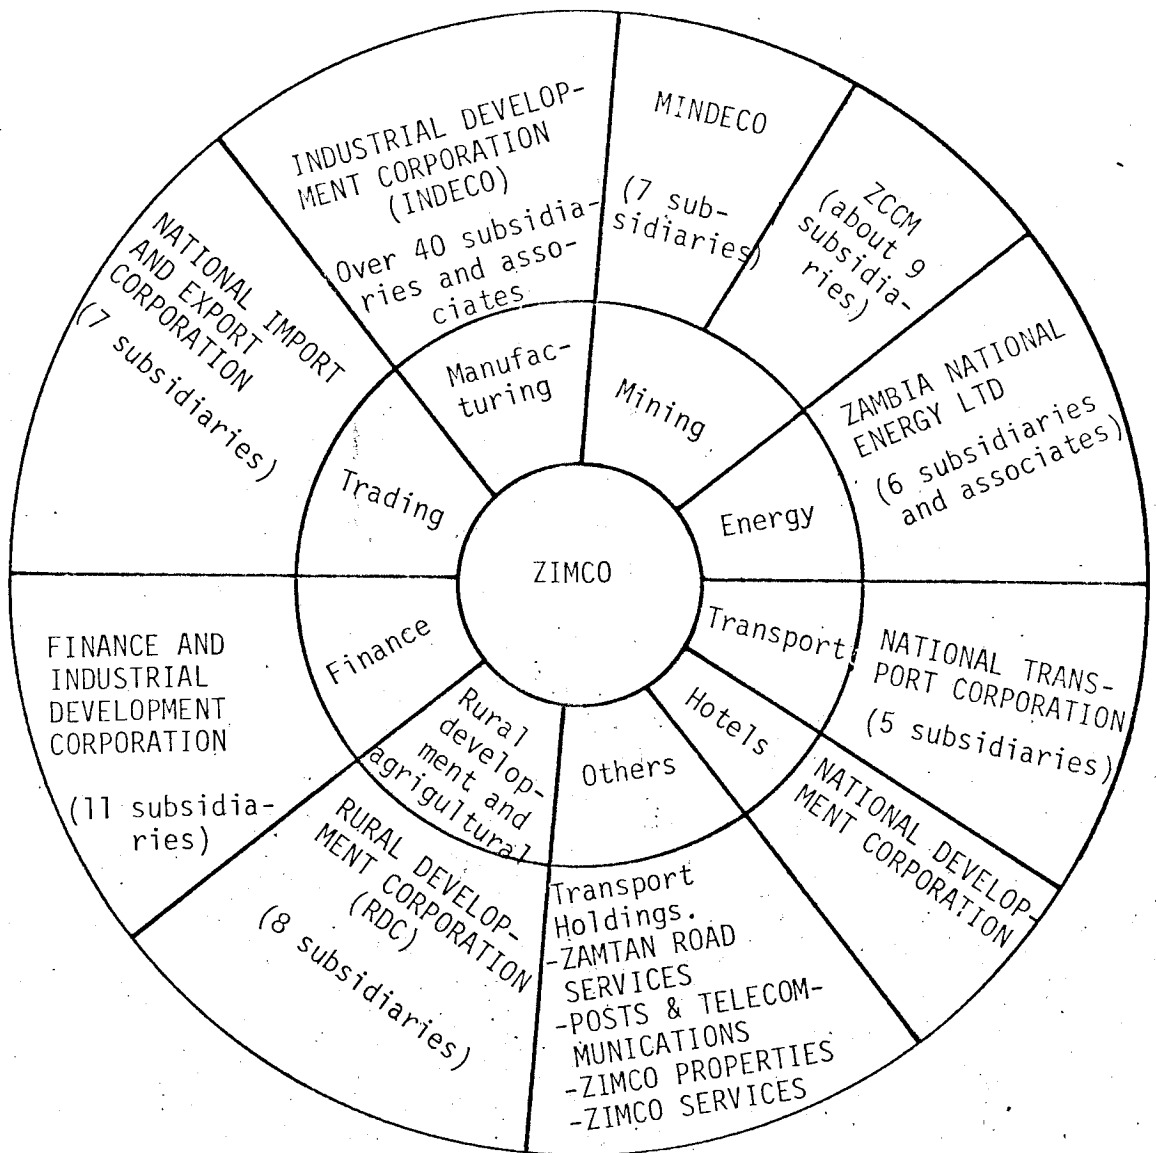 ZIMCO
Manufac-
turing
INDUSTRIAL DEVELOP-
MENT CORPORATION
(INDECO)
Over 40 subsidia-
ries and asso-
ciates
Mining
MINDECO
(7 sub-
sidiaries)
ZCCM
(about 9
subsidia-
ries)
Energy
ZAMBIA NATIONAL
ENERGY LTD
(6 subsidiaries
and associates)
Transport
NATIONAL TRANS-
PORT CORPORATION
(5 subsidiaries)
Hotels
NATIONAL DEVELOP-
MENT CORPORATION
Others
Transport
Holdings.
-ZAMTAN ROAD
SERVICES
-POSTS & TELECOM-
MUNICATIONS
-ZIMCO PROPERTIES
-ZIMCO SERVICES
Rural
develop-
ment and
agrigultural
RURAL DEVELOP-
MENT CORPORATION
(RDC)
(8 subsidiaries)
Finance
FINANCE AND
INDUSTRIAL
DEVELOPMENT
CORPORATION
(11 subsidia-
ries)
Trading
NATIONAL IMPORT
AND EXPORT
CORPORATION
(7 subsidiaries)